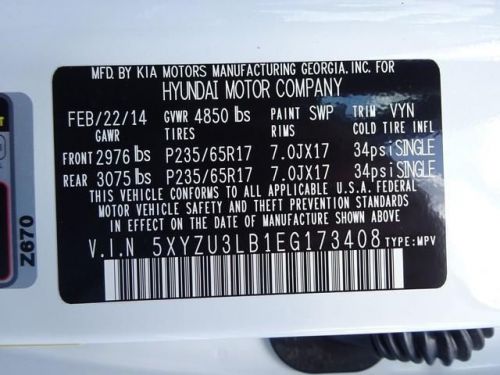 MFD. BY KIA MOTORS MANUFACTURING GEORGIA, INC. FOR
HYUNDAI MOTOR COMPANY
FEB/22/14 GVWR 4850 lbs PAINT SWP TRIM VYN
GAWR TIRES RIMS COLD TIRE INFL
FRONT 2976 lbs P235/65R17 7.0JX17 34psi SINGLE
REAR 3075 lbs P235/65R17 7.0JX17 34psi SINGLE
THIS VEHICLE CONFORMS TO ALL APPLICABLE U.S.A. FEDERAL
MOTOR VEHICLE SAFETY AND THEFT PREVENTION STANDARDS
IN EFFECT ON THE DATE OF MANUFACTURE SHOWN ABOVE.
V.I.N 5XYZU3LB1EG173408 TYPE:MPV
Z670